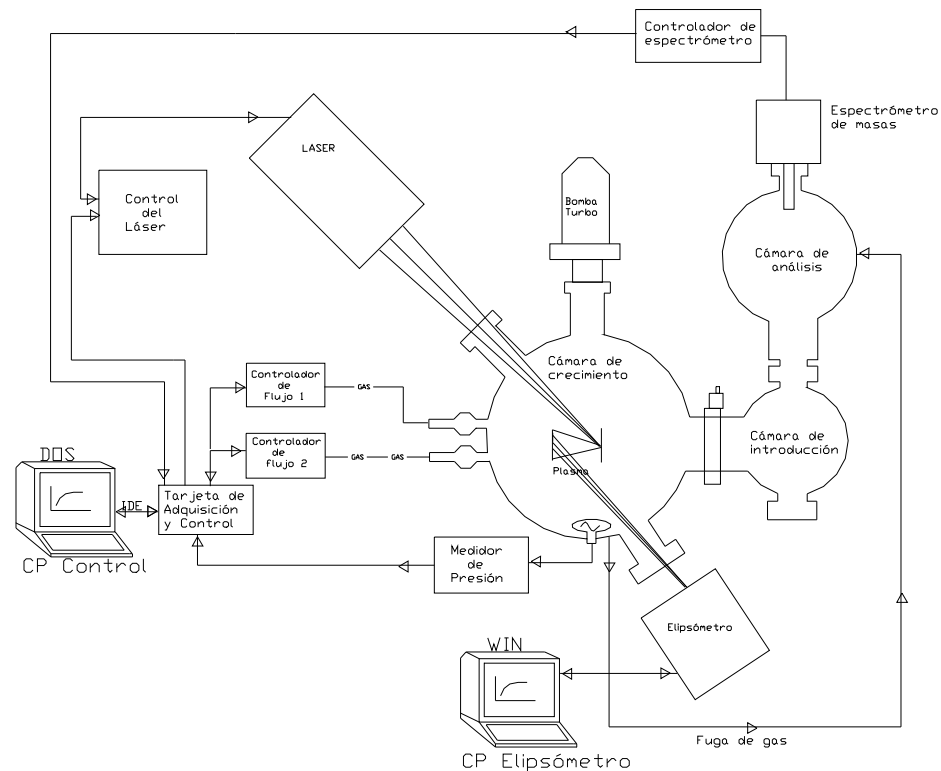 Controlador de
espectrómetro
Espectrómetro
de masas
LASER
Control
del
Láser
Bomba
Turbo
Cámara de
análisis
Cámara de
crecimiento
Controlador
de
Flujo 1
GAS
Controlador
de
flujo 2
GAS GAS
Cámara de
introducción
Plasma
DOS
IDE
Tarjeta de
Adquisición
y Control
CP Control
Medidor
de
Presión
Elipsómetro
WIN
CP Elipsómetro
Fuga de gas